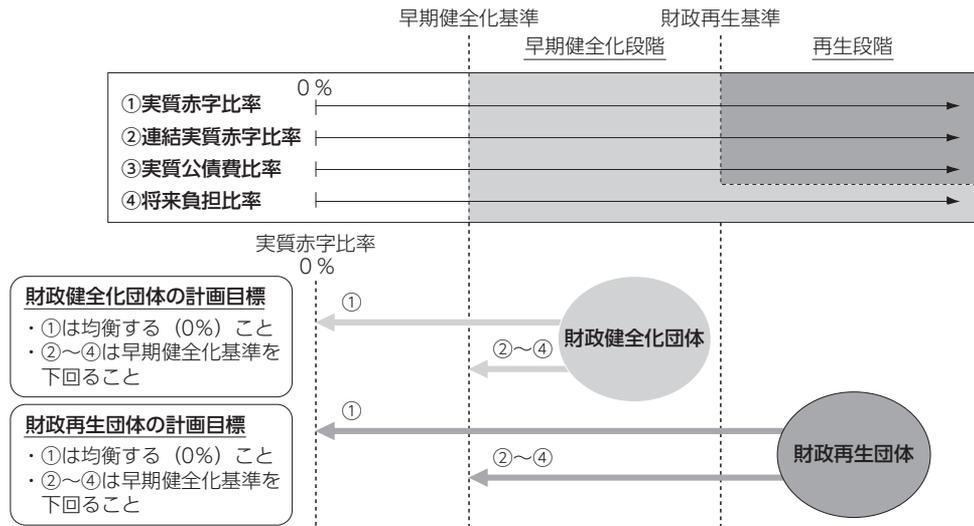 早期健全化基準
財政再生基準
早期健全化段階
再生段階
0%
①実質赤字比率
②連結実質赤字比率
③実質公債費比率
④将来負担比率
実質赤字比率
0%
財政健全化団体の計画目標
・①は均衡する（0%）こと
・②〜④は早期健全化基準を
下回ること
①
②〜④
財政健全化団体
財政再生団体の計画目標
・①は均衡する（0%）こと
・②〜④は早期健全化基準を
下回ること
①
②〜④
財政再生団体